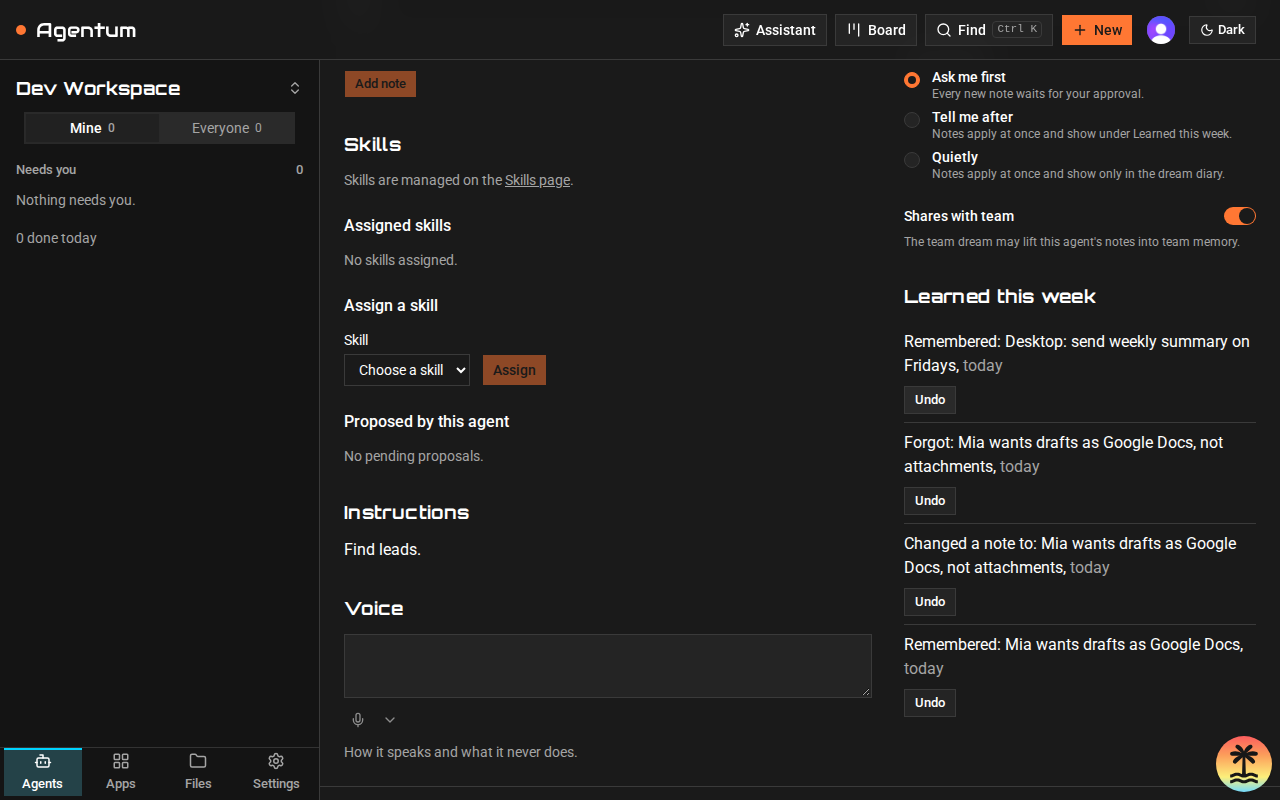 Agentum
Assistant
Board
Find Ctrl K
New
Dark
Dev Workspace
Mine 0
Everyone 0
Needs you 0
Nothing needs you.
0 done today
Agents
Apps
Files
Settings
Add note
Skills
Skills are managed on the Skills page.
Assigned skills
No skills assigned.
Assign a skill
Skill
Choose a skill
Assign
Proposed by this agent
No pending proposals.
Instructions
Find leads.
Voice
How it speaks and what it never does.
Ask me first
Every new note waits for your approval.
Tell me after
Notes apply at once and show under Learned this week.
Quietly
Notes apply at once and show only in the dream diary.
Shares with team
The team dream may lift this agent's notes into team memory.
Learned this week
Remembered: Desktop: send weekly summary on
Fridays, today
Undo
Forgot: Mia wants drafts as Google Docs, not
attachments, today
Undo
Changed a note to: Mia wants drafts as Google
Docs, not attachments, today
Undo
Remembered: Mia wants drafts as Google Docs,
today
Undo